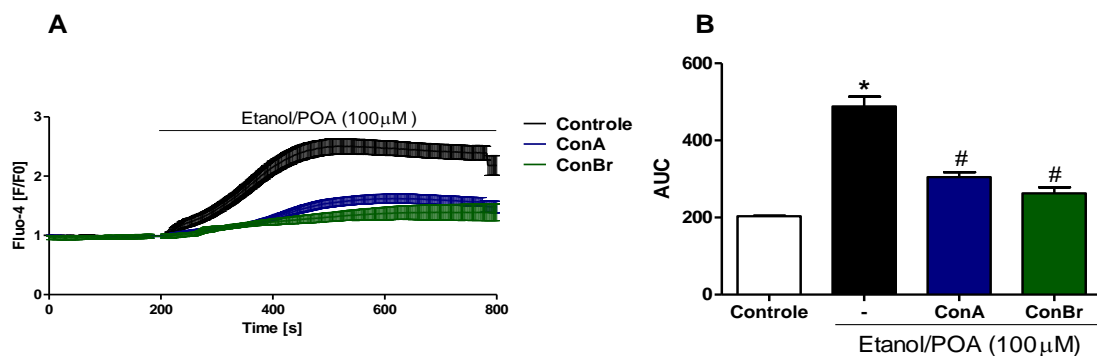 A
Etanol/POA (100μM )
Fluo-4 [F/F0]
3
2
1
0
0 200 400 600 800
Time [s]
Controle
ConA
ConBr
B
AUC
600
400
200
0
*
#
#
Controle - ConA ConBr
Etanol/POA (100μM)